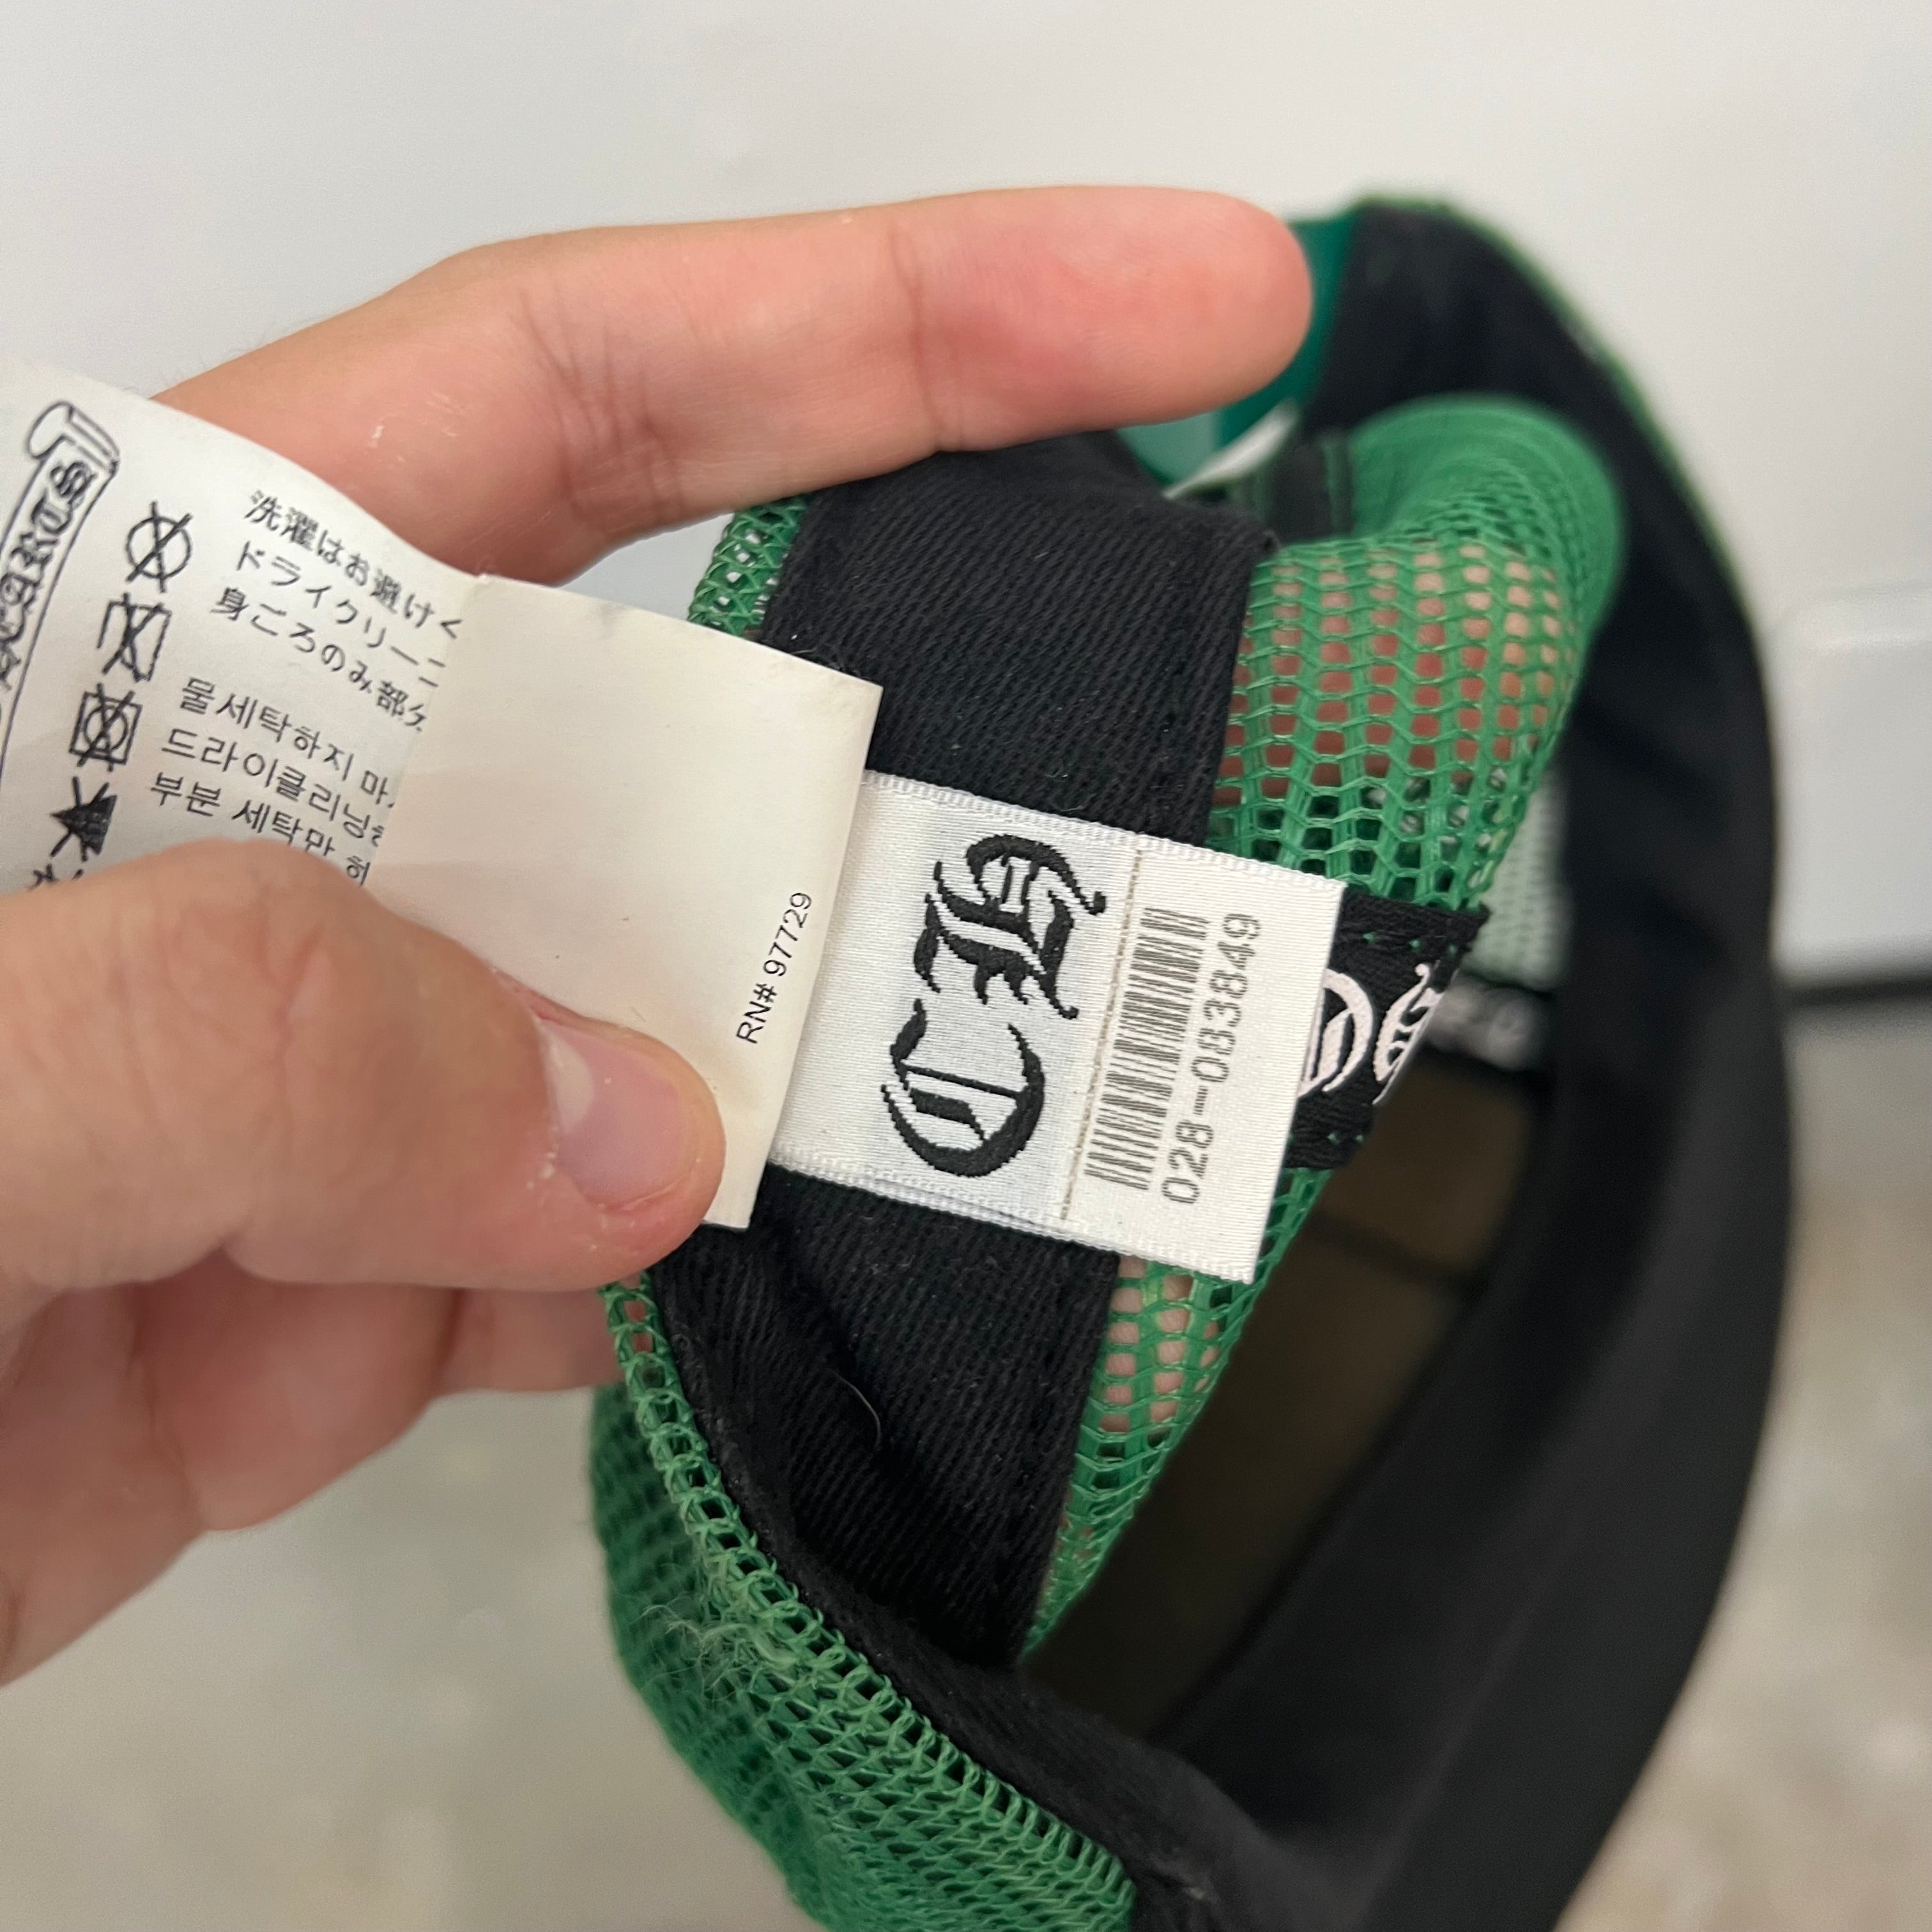 洗濯はお避けく
ドライクリーニ
身ごろのみ部分
물세탁하지 마
드라이클리닝
부분 세탁만 허
RN# 97729
CH
028-083849